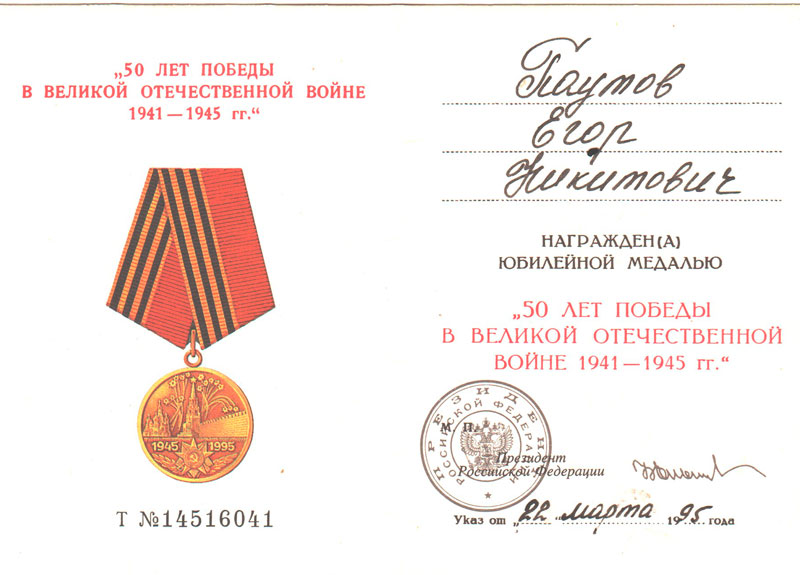 „50 ЛЕТ ПОБЕДЫ
В ВЕЛИКОЙ ОТЕЧЕСТВЕННОЙ ВОЙНЕ
1941—1945 гг.“
1945 1995
Т №14516041
Паутов
Егор
Никитович
НАГРАЖДЕН(А)
ЮБИЛЕЙНОЙ МЕДАЛЬЮ
„50 ЛЕТ ПОБЕДЫ
В ВЕЛИКОЙ ОТЕЧЕСТВЕННОЙ
ВОЙНЕ 1941—1945 гг.“
ПРЕЗИДЕНТ
РОССИЙСКОЙ ФЕДЕРАЦИИ
М. П.
Президент
Российской Федерации
Указ от „22 марта 1995 года